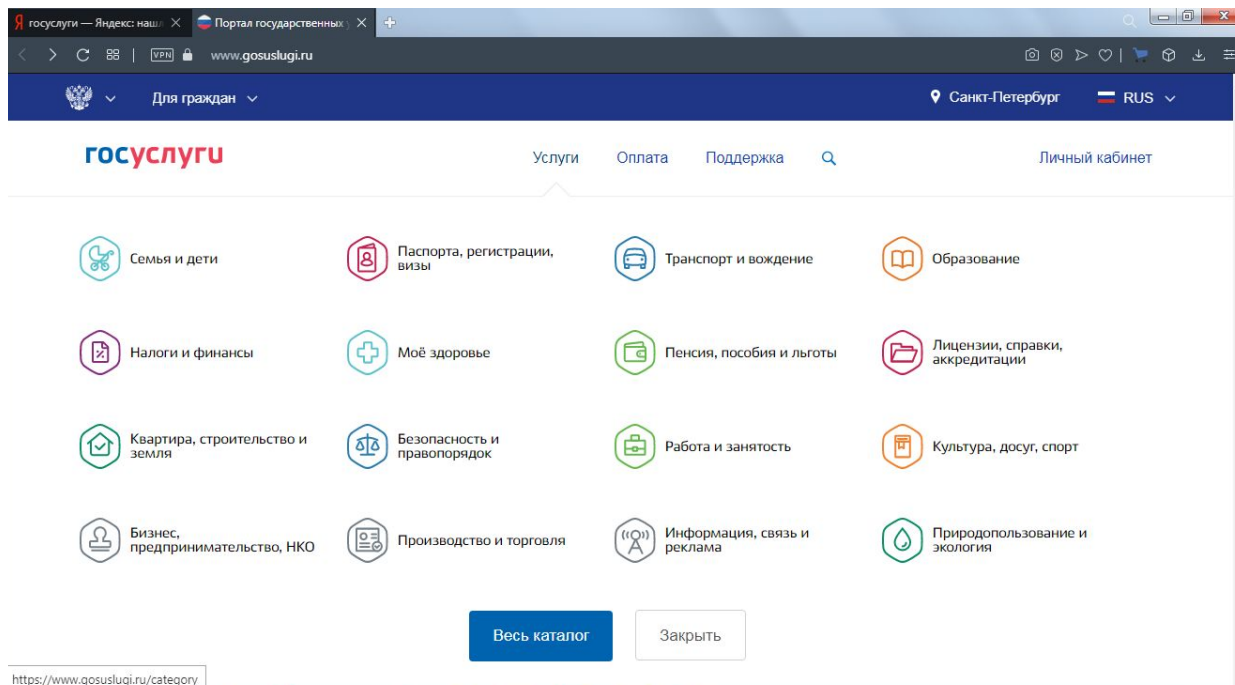 госуслуги — Яндекс: наш
Портал государственных
VPN www.gosuslugi.ru
Для граждан Санкт-Петербург RUS
госуслуги Услуги Оплата Поддержка Личный кабинет
Семья и дети
Паспорта, регистрации,
визы
Транспорт и вождение
Образование
Налоги и финансы
Моё здоровье
Пенсия, пособия и льготы
Лицензии, справки,
аккредитации
Квартира, строительство и
земля
Безопасность и
правопорядок
Работа и занятость
Культура, досуг, спорт
Бизнес,
предпринимательство, НКО
Производство и торговля
Информация, связь и
реклама
Природопользование и
экология
Весь каталог Закрыть
https://www.gosuslugi.ru/category